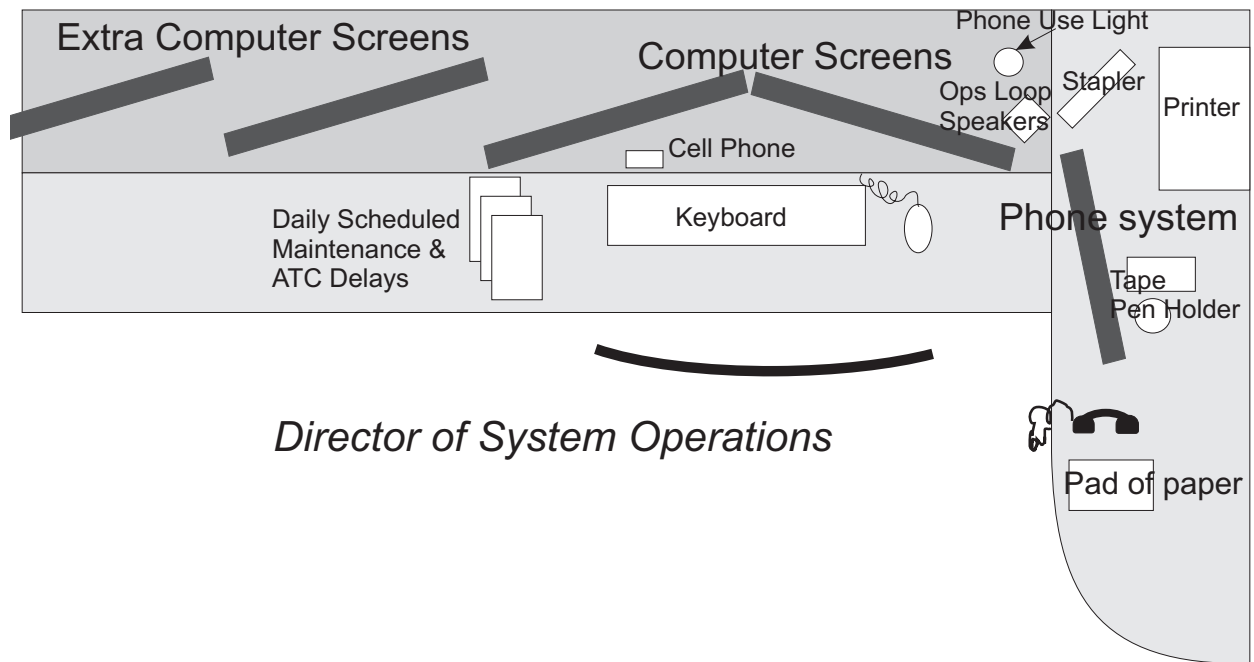 Phone Use Light
Extra Computer Screens
Computer Screens
Stapler
Ops Loop
Speakers
Printer
Cell Phone
Daily Scheduled
Maintenance &
ATC Delays
Keyboard
Phone system
Tape
Pen Holder
Director of System Operations
Pad of paper